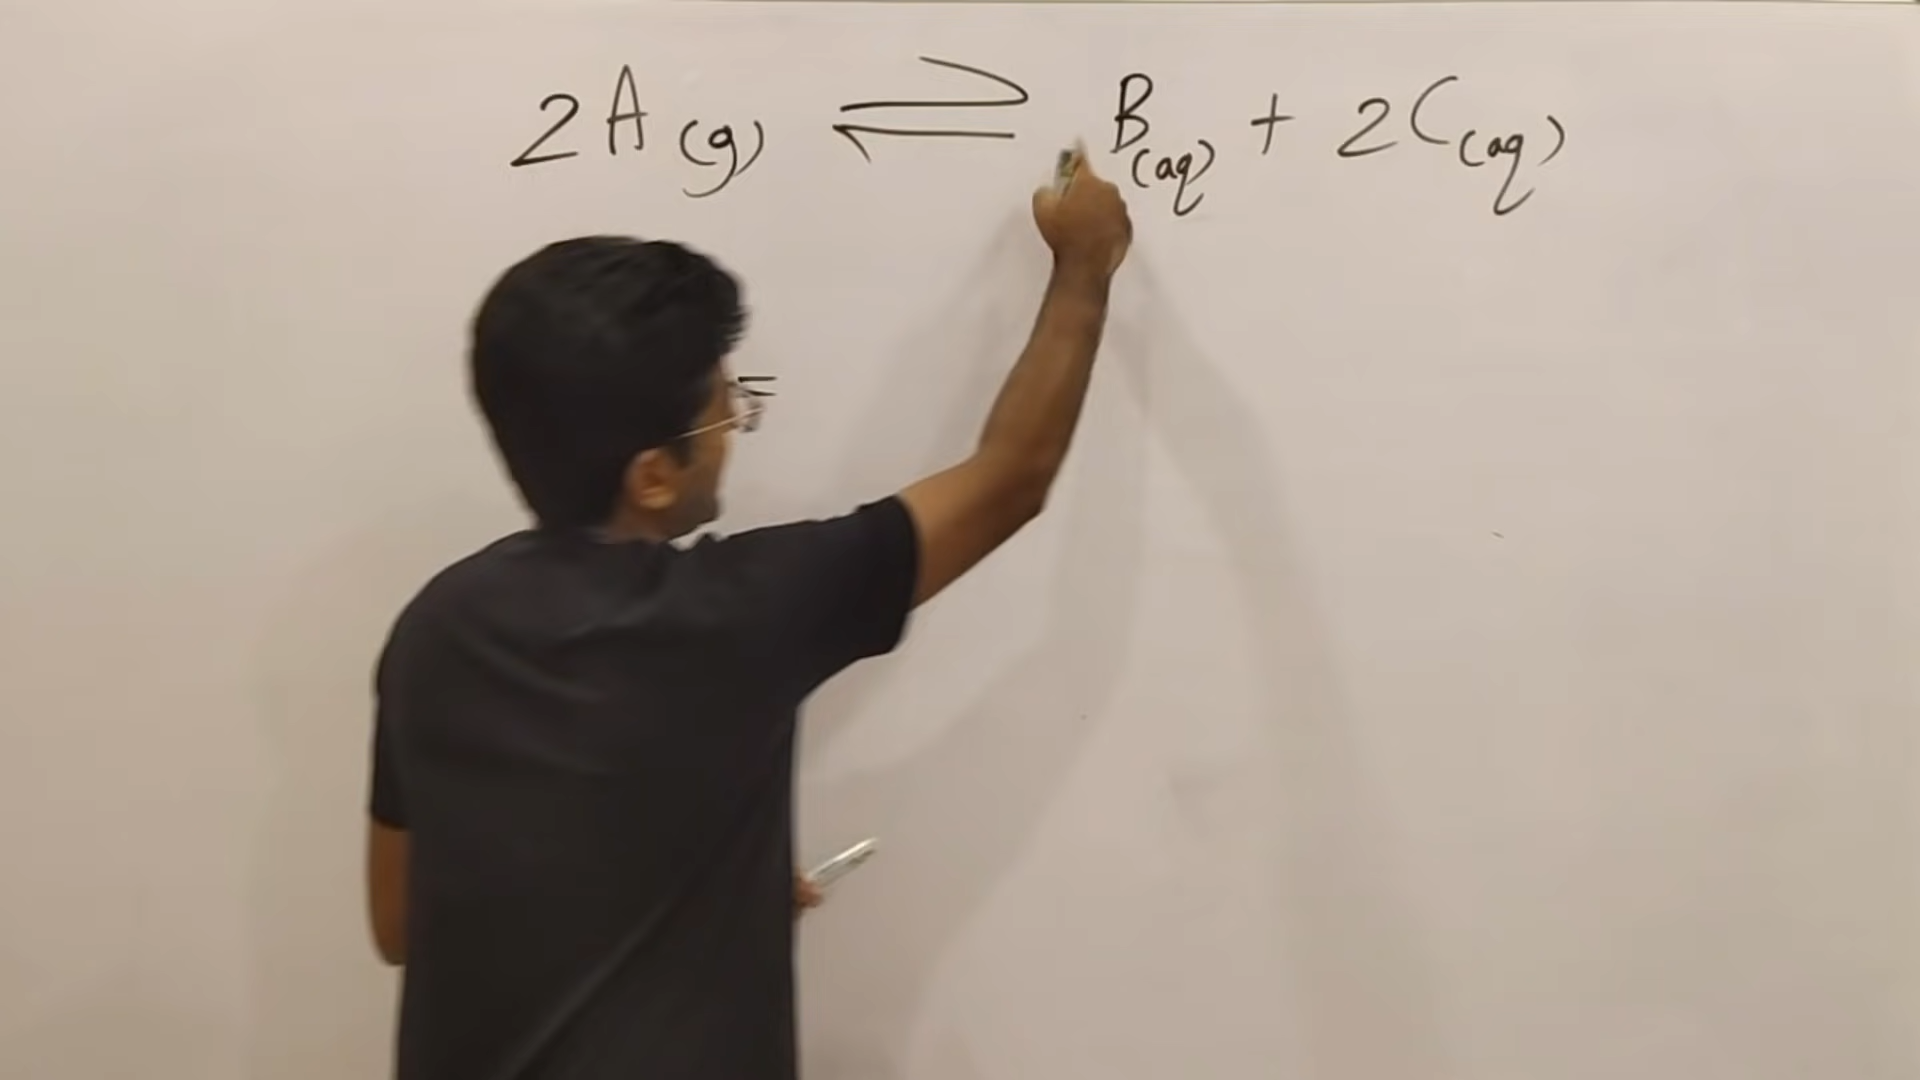 2A(g) ⇌ B(aq) + 2C(aq)
=